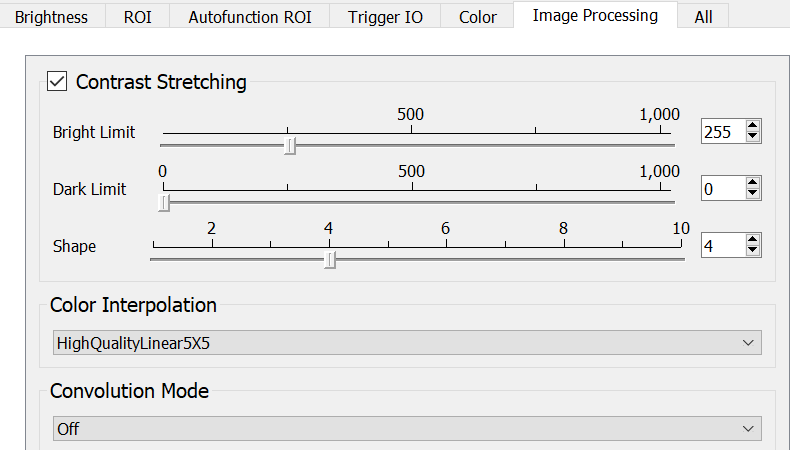 Brightness ROI Autofunction ROI Trigger IO Color Image Processing All
Contrast Stretching
500 1,000
Bright Limit 255
0 500 1,000
Dark Limit 0
2 4 6 8 10
Shape 4
Color Interpolation
HighQualityLinear5X5
Convolution Mode
Off